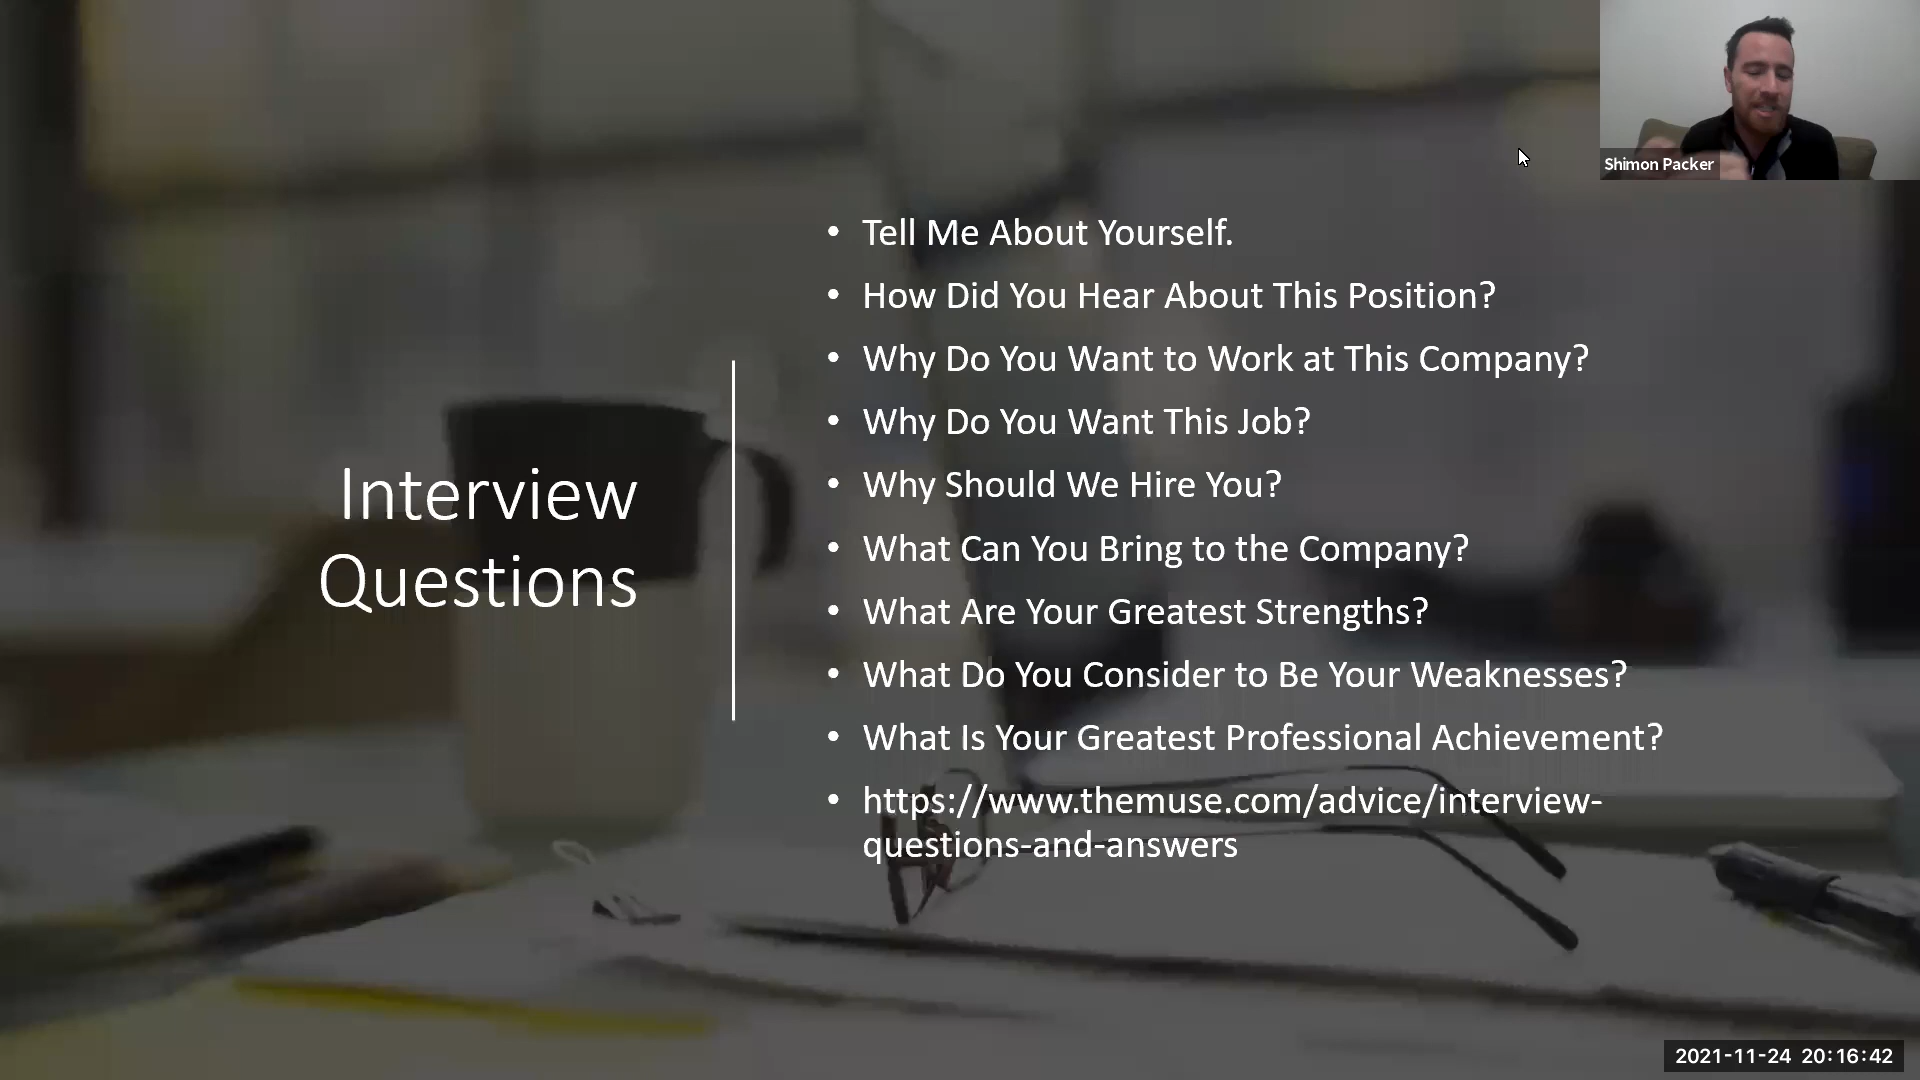 Shimon Packer
Interview
Questions
• Tell Me About Yourself.
• How Did You Hear About This Position?
• Why Do You Want to Work at This Company?
• Why Do You Want This Job?
• Why Should We Hire You?
• What Can You Bring to the Company?
• What Are Your Greatest Strengths?
• What Do You Consider to Be Your Weaknesses?
• What Is Your Greatest Professional Achievement?
• https://www.themuse.com/advice/interview-
questions-and-answers
2021-11-24 20:16:42